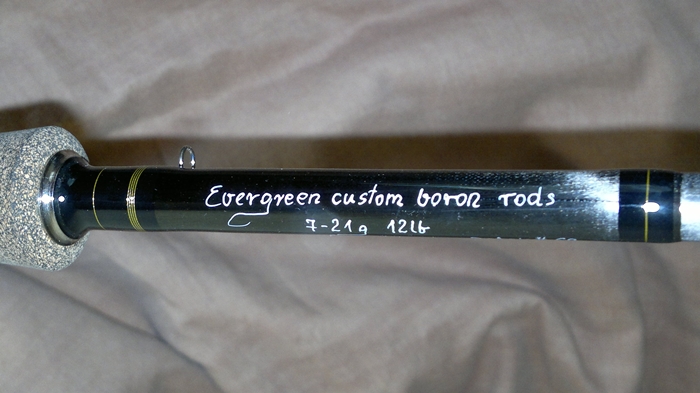 Evergreen custom boron rods
7-21g 12lb